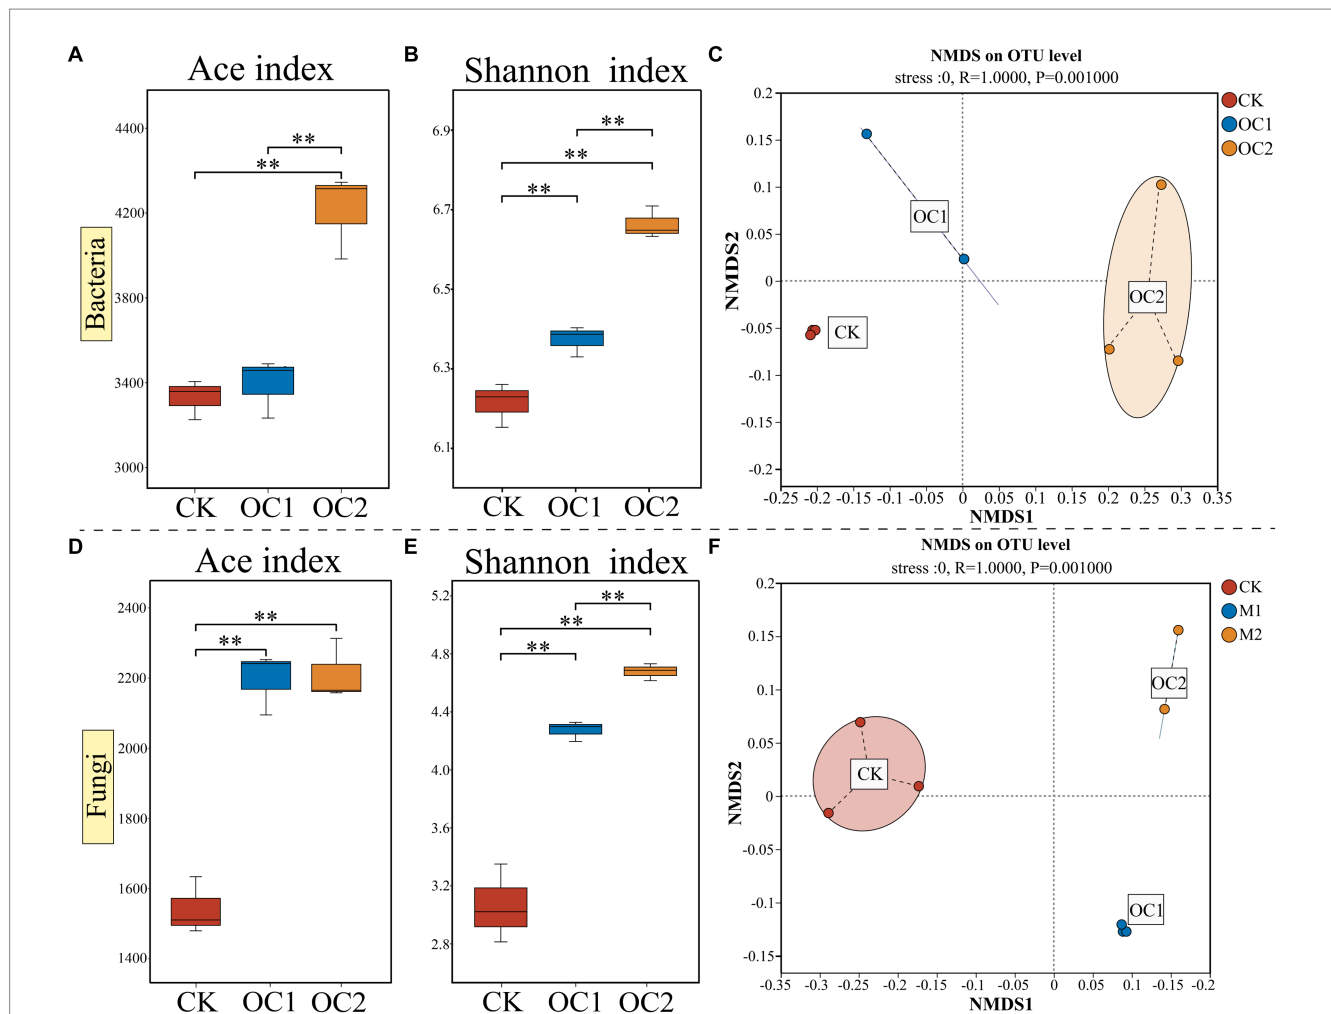 A
Ace index
4400
4200
3800
3400
3000
**
**
CK OC1 OC2
Bacteria
B
Shannon index
6.9
6.7
6.5
6.3
6.1
**
**
**
CK OC1 OC2
C
NMDS on OTU level
stress :0, R=1.0000, P=0.001000
0.2
0.15
0.1
0.05
0
-0.05
-0.1
-0.15
-0.2
NMDS2
OC1
OC2
CK
-0.25 -0.2 -0.15 -0.1 -0.05 0 0.05 0.1 0.15 0.2 0.25 0.3 0.35
NMDS1
CK
OC1
OC2
D
Ace index
2400
2200
2000
1800
1600
1400
**
**
CK OC1 OC2
Fungi
E
Shannon index
5.2
4.8
4.4
4.0
3.6
3.2
2.8
**
**
**
CK OC1 OC2
F
NMDS on OTU level
stress :0, R=1.0000, P=0.001000
0.2
0.15
0.1
0.05
0
-0.05
-0.1
-0.15
NMDS2
OC2
CK
OC1
-0.35 -0.3 -0.25 -0.2 -0.15 -0.1 -0.05 0 0.05 0.1 -0.15 -0.2
NMDS1
CK
M1
M2